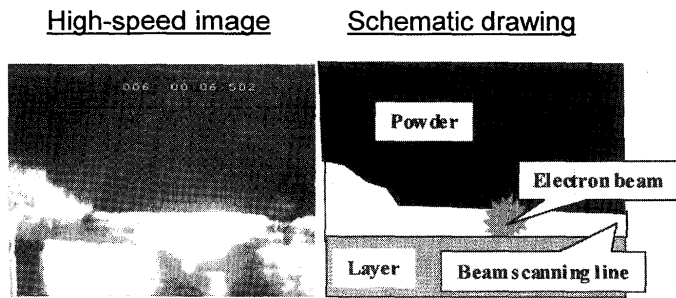 High-speed image
Schematic drawing
006 00.06.502
Powder
Electron beam
Layer
Beam scanning line